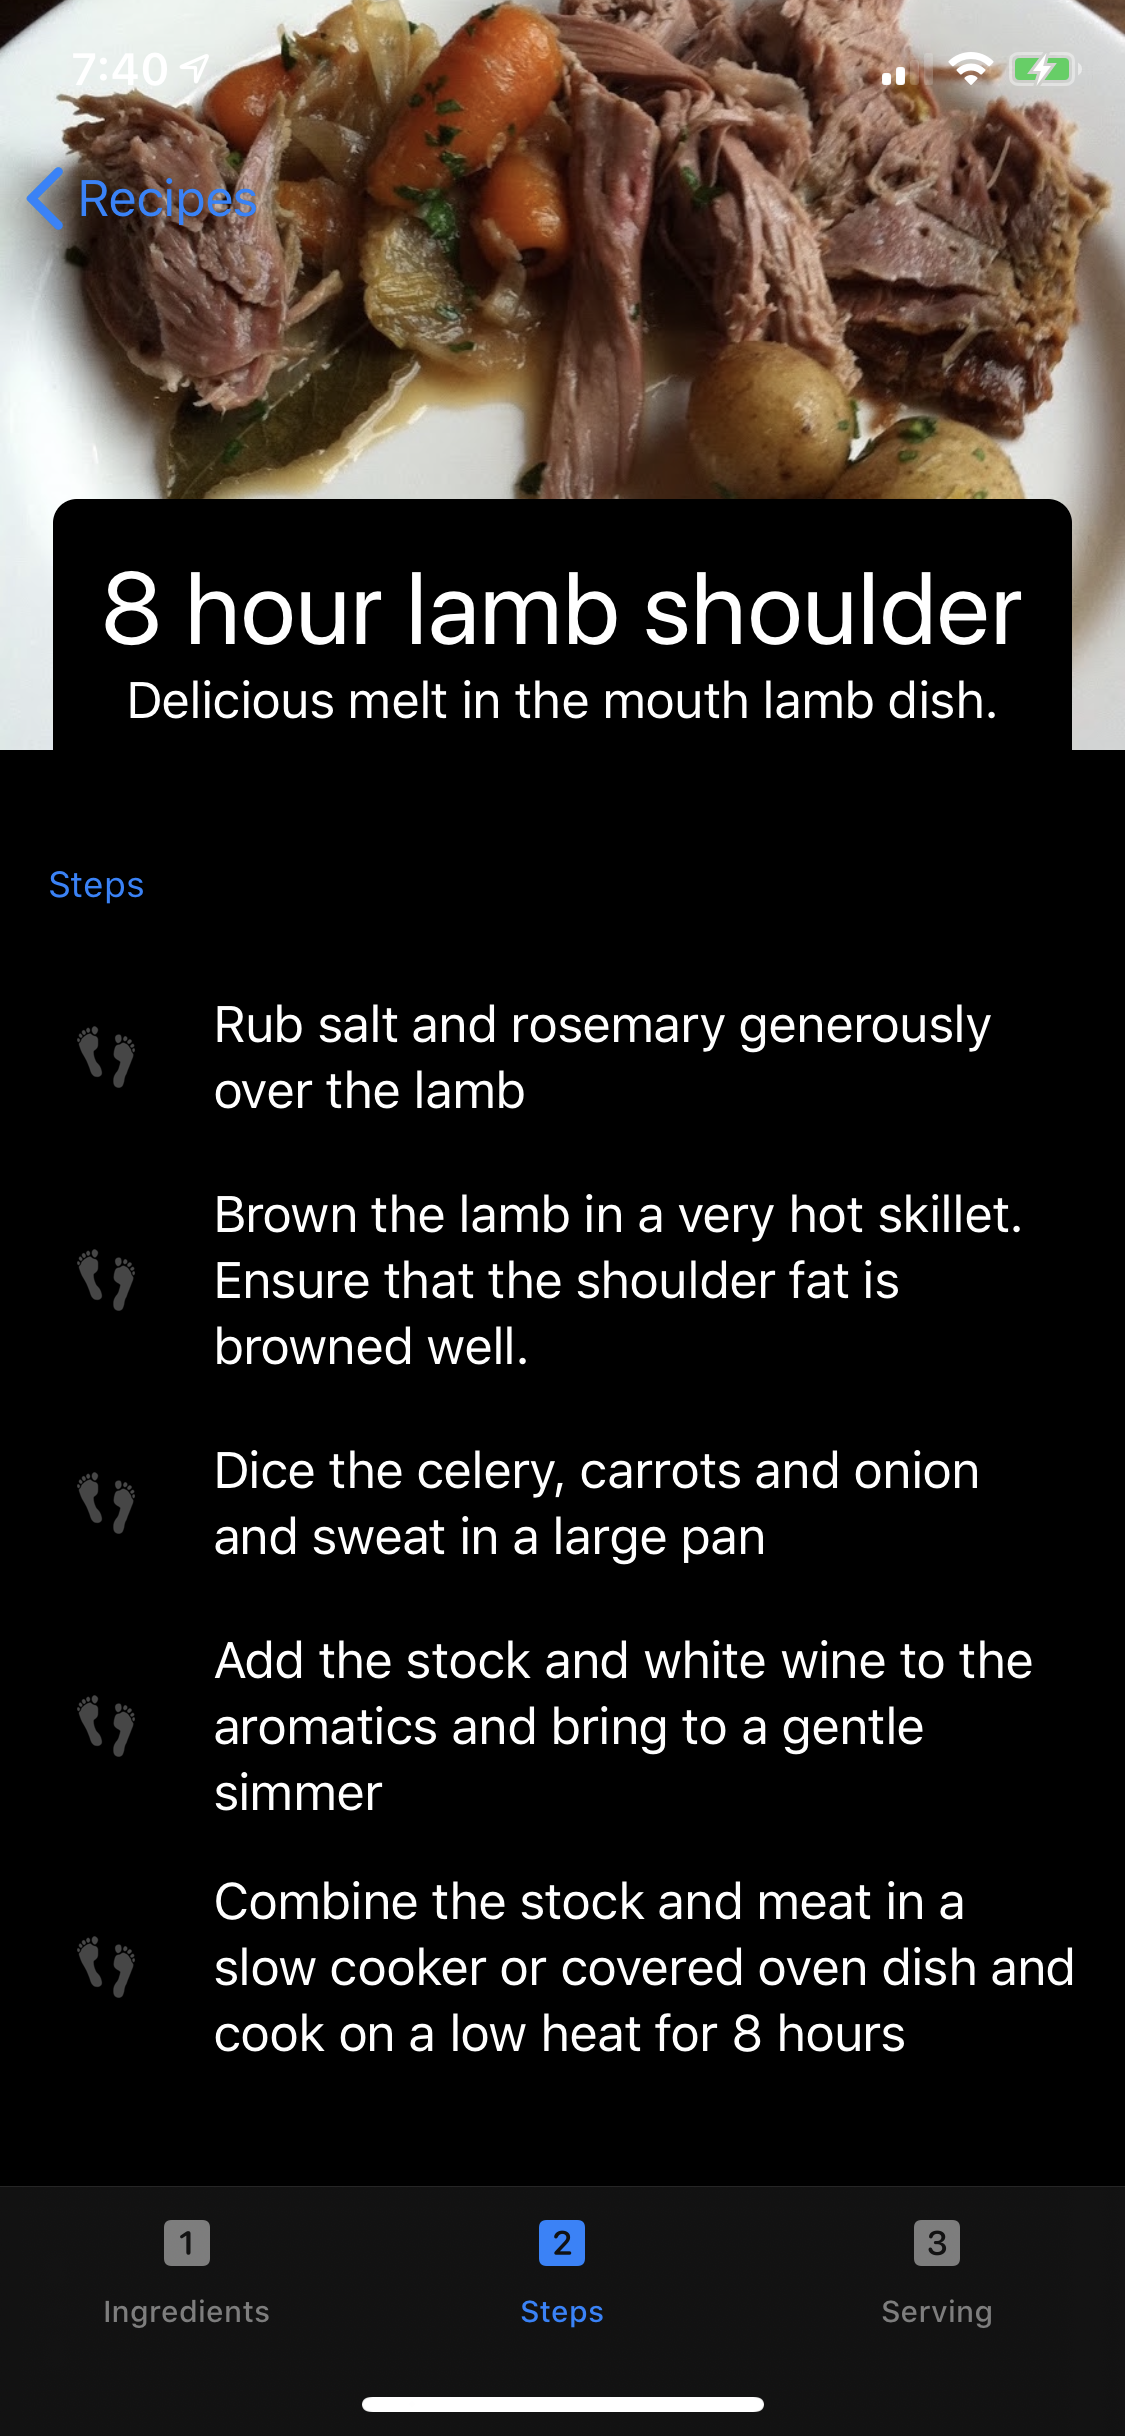 7:40
Recipes
8 hour lamb shoulder
Delicious melt in the mouth lamb dish.
Steps
Rub salt and rosemary generously
over the lamb
Brown the lamb in a very hot skillet.
Ensure that the shoulder fat is
browned well.
Dice the celery, carrots and onion
and sweat in a large pan
Add the stock and white wine to the
aromatics and bring to a gentle
simmer
Combine the stock and meat in a
slow cooker or covered oven dish and
cook on a low heat for 8 hours
1 2 3
Ingredients Steps Serving